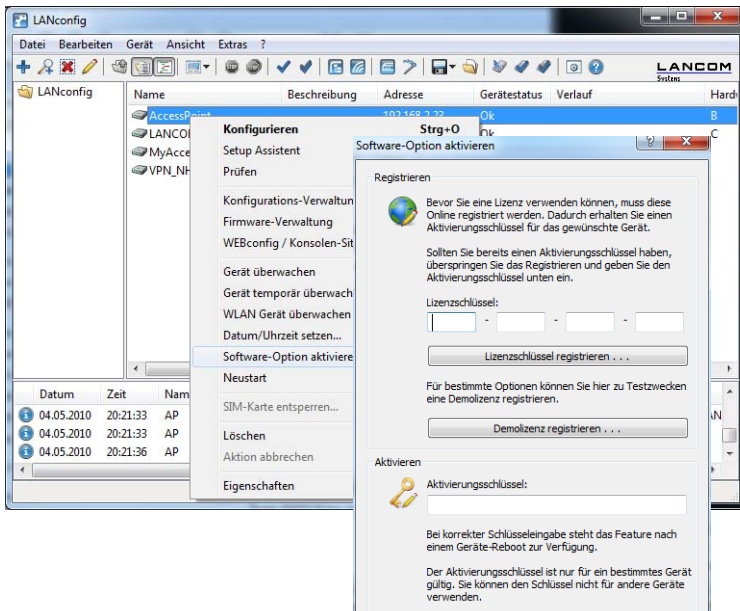 LANconfig
Datei Bearbeiten Gerät Ansicht Extras ?
LANCOM
Systems
LANconfig
Name Beschreibung Adresse Gerätestatus Verlauf Hard
AccessPoint 192.168.2.23 Ok B
LANCO Ok C
MyAcce
VPN_NH
Konfigurieren Strg+O
Setup Assistent
Prüfen
Konfigurations-Verwaltun
Firmware-Verwaltung
WEBconfig / Konsolen-Sit
Gerät überwachen
Gerät temporär überwach
WLAN Gerät überwachen
Datum/Uhrzeit setzen...
Software-Option aktiviere
Neustart
SIM-Karte entsperren...
Löschen
Aktion abbrechen
Eigenschaften
Software-Option aktivieren
Registrieren
Bevor Sie eine Lizenz verwenden können, muss diese
Online registriert werden. Dadurch erhalten Sie einen
Aktivierungsschlüssel für das gewünschte Gerät.
Sollten Sie bereits einen Aktivierungsschlüssel haben,
überspringen Sie das Registrieren und geben Sie den
Aktivierungsschlüssel unten ein.
Lizenzschlüssel:
- - -
Lizenzschlüssel registrieren . . .
Für bestimmte Optionen können Sie hier zu Testzwecken
eine Demolizenz registrieren.
Demolizenz registrieren . . .
Aktivieren
Aktivierungsschlüssel:
Bei korrekter Schlüsseleingabe steht das Feature nach
einem Geräte-Reboot zur Verfügung.
Der Aktivierungsschlüssel ist nur für ein bestimmtes Gerät
gültig. Sie können den Schlüssel nicht für andere Geräte
verwenden.
Datum Zeit Nam
04.05.2010 20:21:33 AP
04.05.2010 20:21:33 AP
04.05.2010 20:21:36 AP